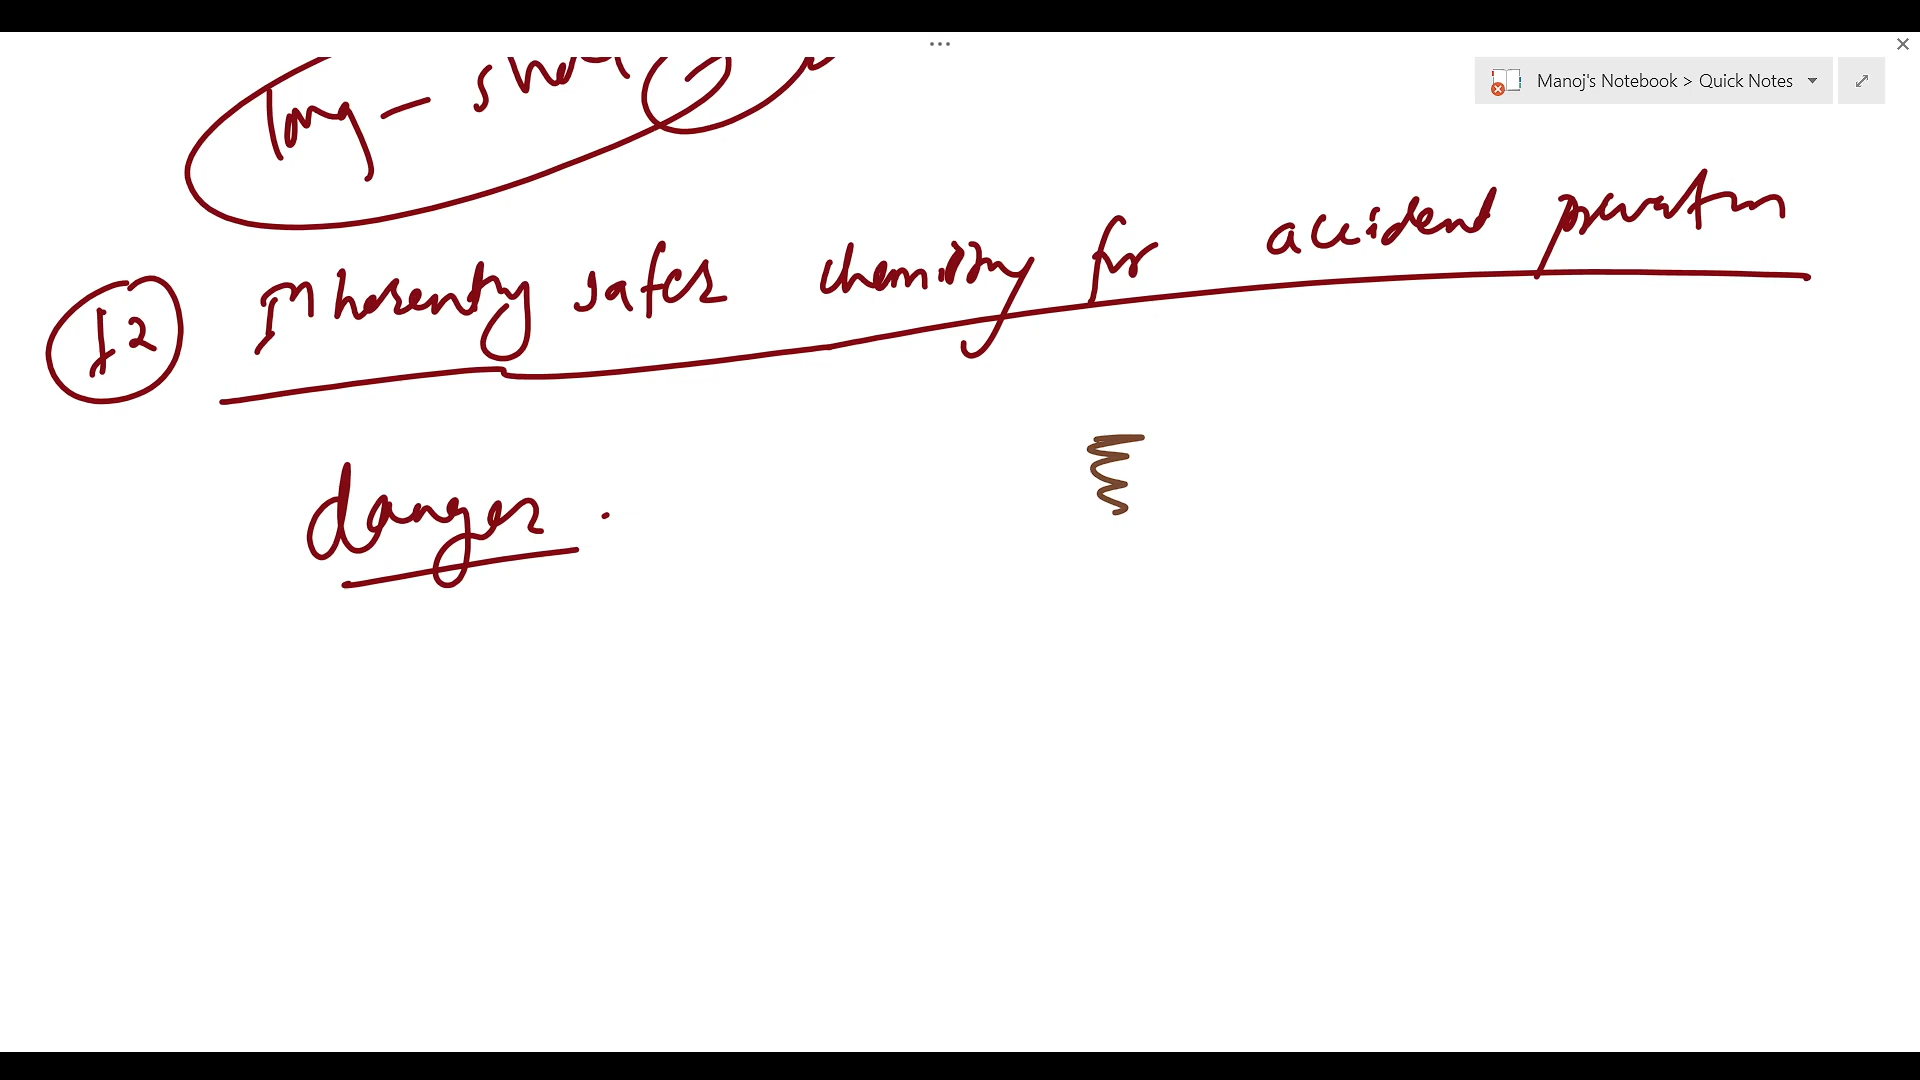 Manoj's Notebook > Quick Notes
long -
12 Inherently safer chemistry for accident prevention
danger .